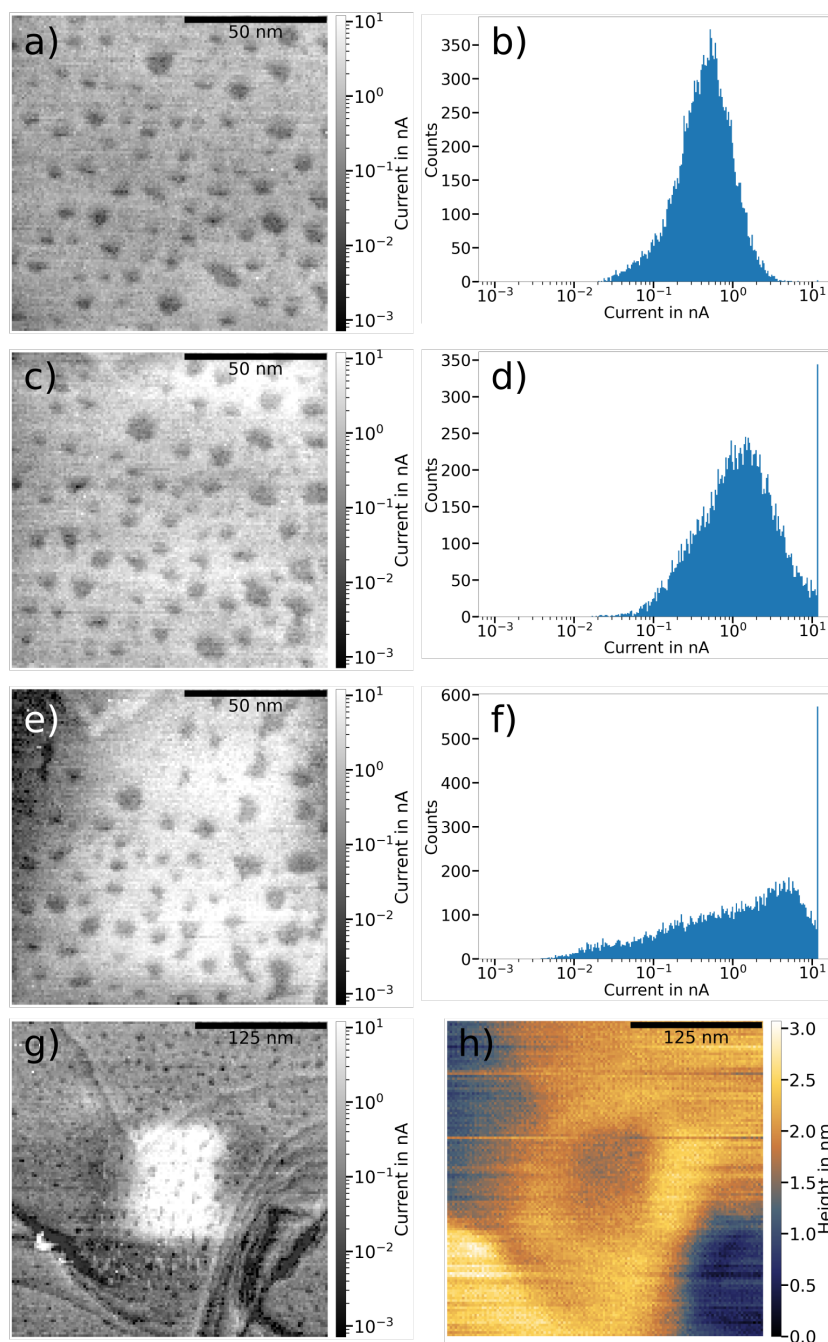 a)
50 nm
10^1
10^0
10^-1
10^-2
10^-3
Current in nA
b)
350
300
250
200
150
100
50
0
Counts
10^-3 10^-2 10^-1 10^0 10^1
Current in nA
c)
50 nm
10^1
10^0
10^-1
10^-2
10^-3
Current in nA
d)
350
300
250
200
150
100
50
0
Counts
10^-3 10^-2 10^-1 10^0 10^1
Current in nA
e)
50 nm
10^1
10^0
10^-1
10^-2
10^-3
Current in nA
f)
600
500
400
300
200
100
0
Counts
10^-3 10^-2 10^-1 10^0 10^1
Current in nA
g)
125 nm
10^1
10^0
10^-1
10^-2
10^-3
Current in nA
h)
125 nm
3.0
2.5
2.0
1.5
1.0
0.5
0.0
Height in nm